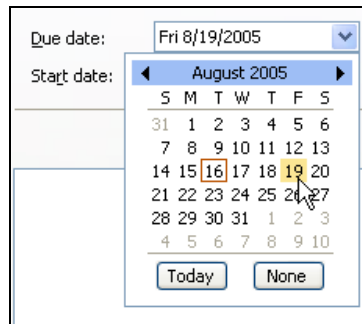 Due date: Fri 8/19/2005
Start date:
August 2005
S M T W T F S
31 1 2 3 4 5 6
7 8 9 10 11 12 13
14 15 16 17 18 19 20
21 22 23 24 25 26 27
28 29 30 31 1 2 3
4 5 6 7 8 9 10
Today None